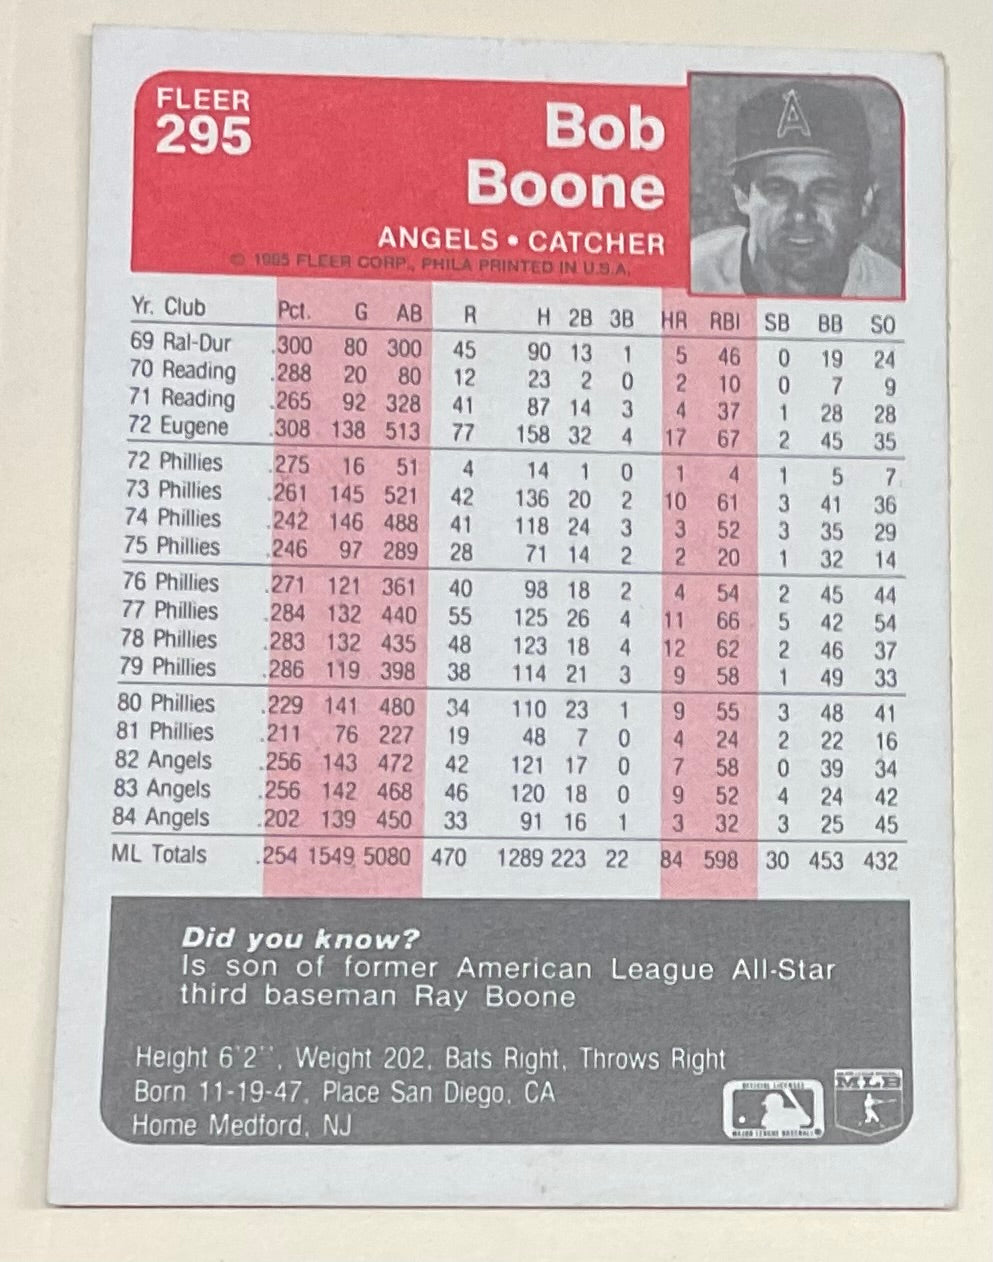 FLEER
295
Bob
Boone
ANGELS • CATCHER
© 1985 FLEER CORP., PHILA PRINTED IN U.S.A.
A
Yr. Club Pct. G AB R H 2B 3B HR RBI SB BB SO
69 Ral-Dur .300 80 300 45 90 13 1 5 46 0 19 24
70 Reading .288 20 80 12 23 2 0 2 10 0 7 9
71 Reading .265 92 328 41 87 14 3 4 37 1 28 28
72 Eugene .308 138 513 77 158 32 4 17 67 2 45 35
72 Phillies .275 16 51 4 14 1 0 1 4 1 5 7
73 Phillies .261 145 521 42 136 20 2 10 61 3 41 36
74 Phillies .242 146 488 41 118 24 3 3 52 3 35 29
75 Phillies .246 97 289 28 71 14 2 2 20 1 32 14
76 Phillies .271 121 361 40 98 18 2 4 54 2 45 44
77 Phillies .284 132 440 55 125 26 4 11 66 5 42 54
78 Phillies .283 132 435 48 123 18 4 12 62 2 46 37
79 Phillies .286 119 398 38 114 21 3 9 58 1 49 33
80 Phillies .229 141 480 34 110 23 1 9 55 3 48 41
81 Phillies .211 76 227 19 48 7 0 4 24 2 22 16
82 Angels .256 143 472 42 121 17 0 7 58 0 39 34
83 Angels .256 142 468 46 120 18 0 9 52 4 24 42
84 Angels .202 139 450 33 91 16 1 3 32 3 25 45
ML Totals .254 1549 5080 470 1289 223 22 84 598 30 453 432
Did you know?
Is son of former American League All-Star
third baseman Ray Boone
Height 6'2", Weight 202, Bats Right, Throws Right
Born 11-19-47, Place San Diego, CA
Home Medford, NJ
OFFICIAL LICENSEE
MAJOR LEAGUE BASEBALL
MLB